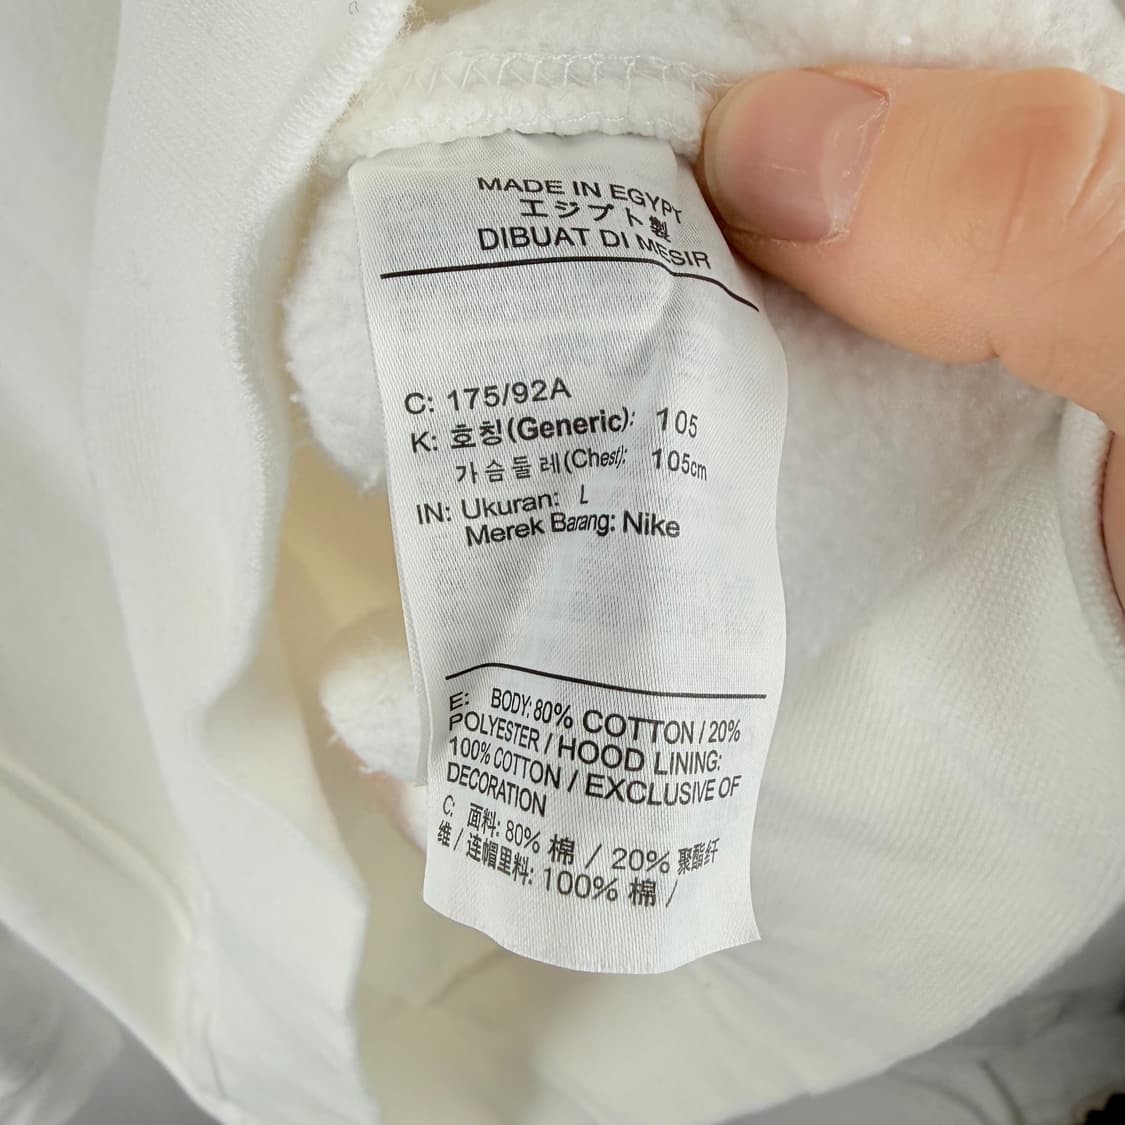 MADE IN EGYPT
エジプト製
DIBUAT DI MESIR
C: 175/92A
K: 호칭(Generic): 105
가슴둘레(Chest): 105cm
IN: Ukuran: L
Merek Barang: Nike
E: BODY: 80% COTTON / 20%
POLYESTER / HOOD LINING:
100% COTTON / EXCLUSIVE OF
DECORATION
C: 面料: 80% 棉 / 20% 聚酯纤
维 / 连帽里料: 100% 棉 /